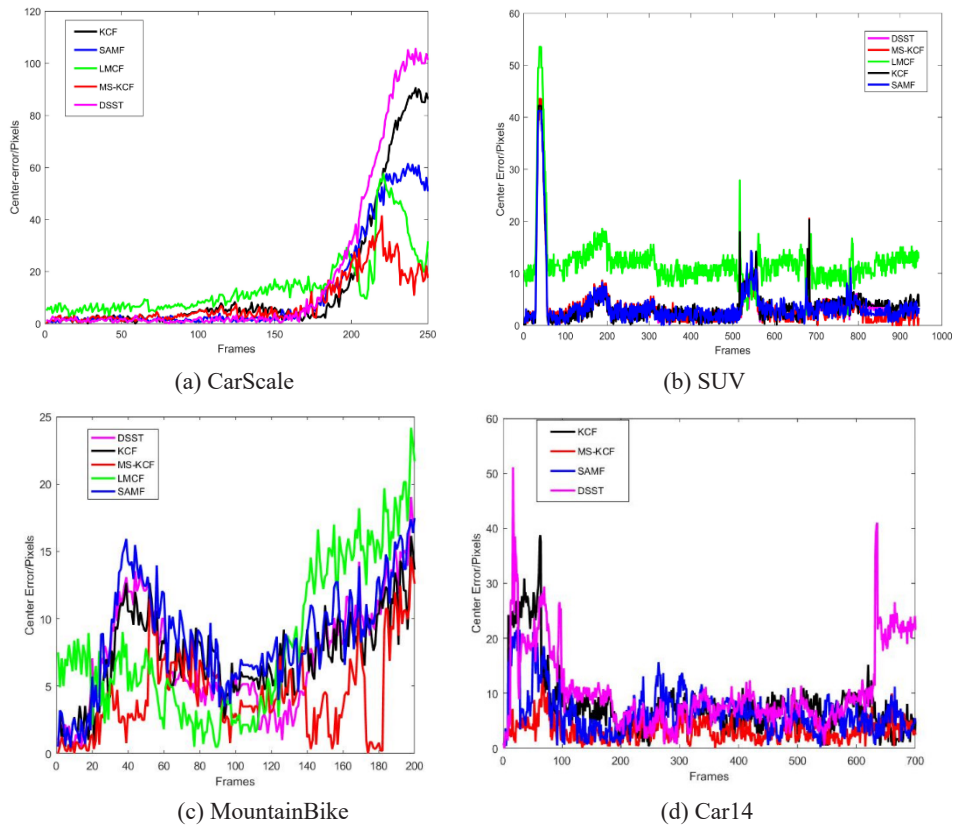 120
100
80
60
40
20
0
Center-error/Pixels
KCF
SAMF
LMCF
MS-KCF
DSST
0 50 100 150 200 250
Frames
(a) CarScale
60
50
40
30
20
10
0
Center Error/Pixels
DSST
MS-KCF
LMCF
KCF
SAMF
0 100 200 300 400 500 600 700 800 900 1000
Frames
(b) SUV
25
20
15
10
5
0
Center Error/Pixels
DSST
KCF
MS-KCF
LMCF
SAMF
0 20 40 60 80 100 120 140 160 180 200
Frames
(c) MountainBike
60
50
40
30
20
10
0
Center Error/Pixels
KCF
MS-KCF
SAMF
DSST
0 100 200 300 400 500 600 700
Frames
(d) Car14